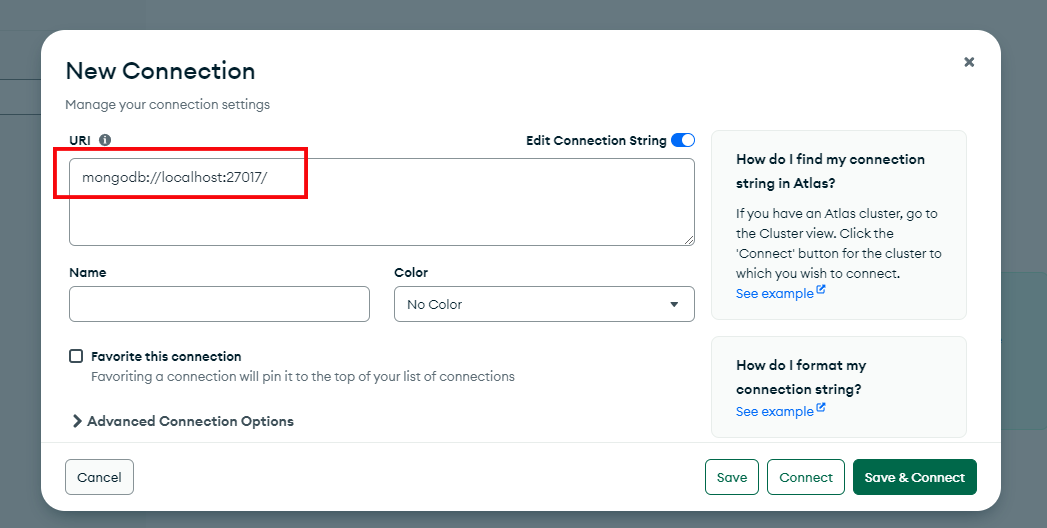 New Connection
Manage your connection settings
URI
Edit Connection String
mongodb://localhost:27017/
Name
Color
No Color
Favorite this connection
Favoriting a connection will pin it to the top of your list of connections
Advanced Connection Options
How do I find my connection
string in Atlas?
If you have an Atlas cluster, go to
the Cluster view. Click the
'Connect' button for the cluster to
which you wish to connect.
See example
How do I format my
connection string?
See example
Cancel
Save
Connect
Save & Connect